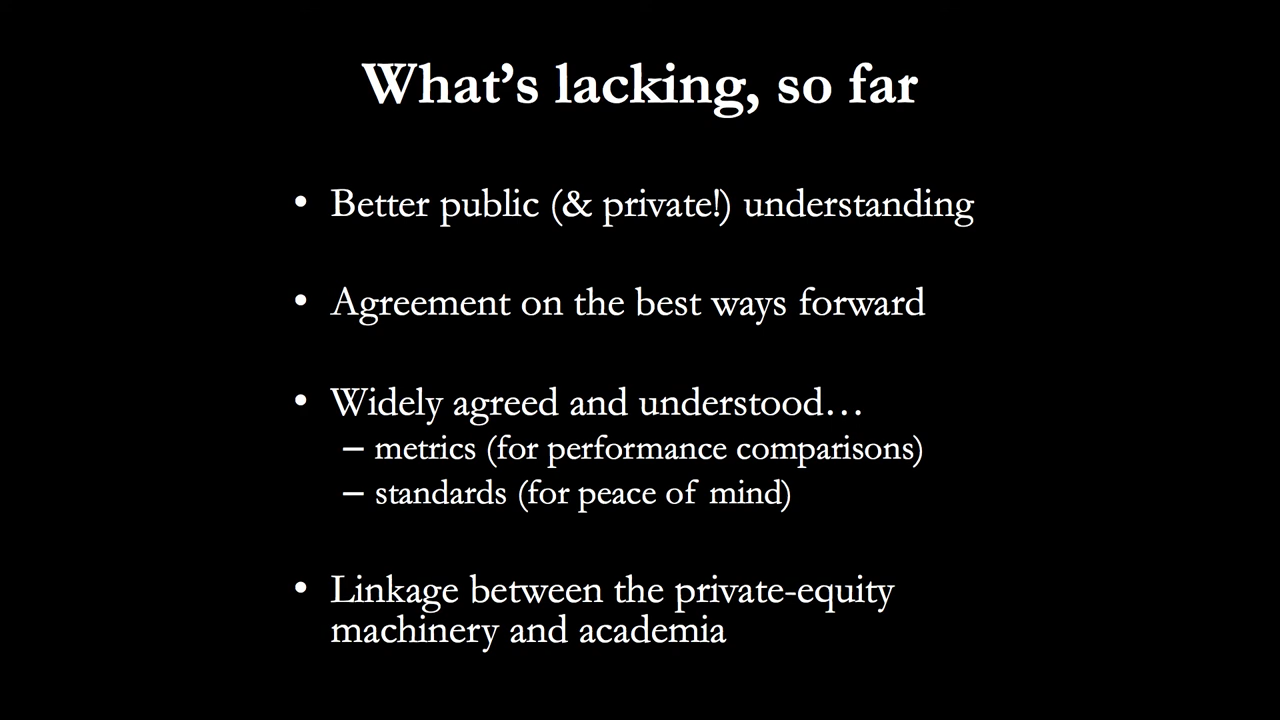 What’s lacking, so far
• Better public (& private!) understanding
• Agreement on the best ways forward
• Widely agreed and understood…
– metrics (for performance comparisons)
– standards (for peace of mind)
• Linkage between the private-equity
machinery and academia